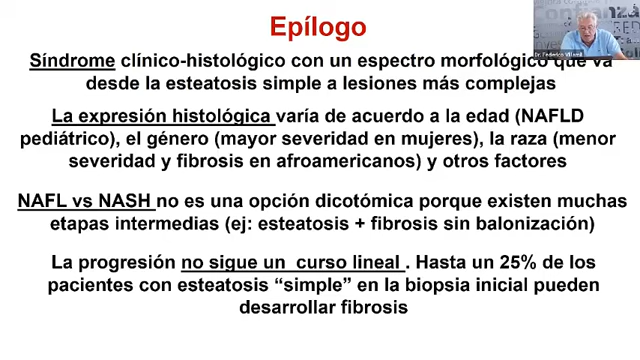 Epílogo
Síndrome clínico-histológico con un espectro morfológico que va
desde la esteatosis simple a lesiones más complejas
La expresión histológica varía de acuerdo a la edad (NAFLD
pediátrico), el género (mayor severidad en mujeres), la raza (menor
severidad y fibrosis en afroamericanos) y otros factores
NAFL vs NASH no es una opción dicotómica porque existen muchas
etapas intermedias (ej: esteatosis + fibrosis sin balonización)
La progresión no sigue un curso lineal . Hasta un 25% de los
pacientes con esteatosis “simple” en la biopsia inicial pueden
desarrollar fibrosis
Dr. Federico Villamil